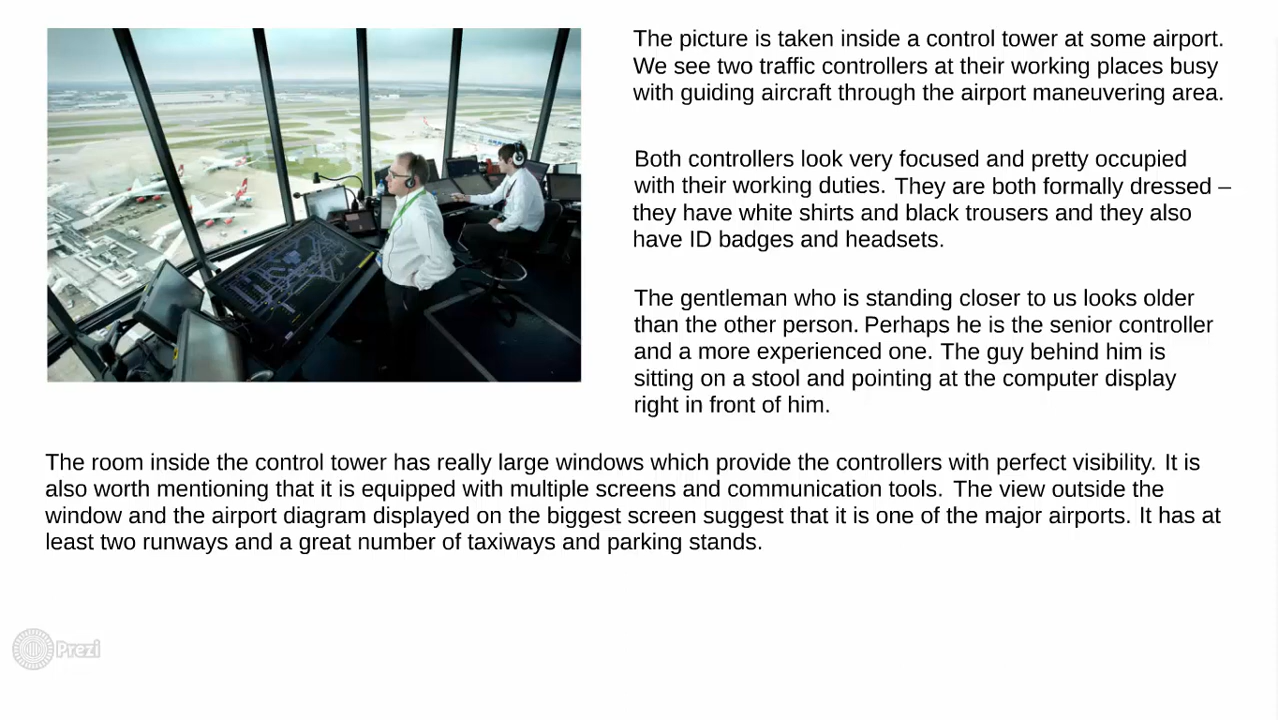 The picture is taken inside a control tower at some airport.
We see two traffic controllers at their working places busy
with guiding aircraft through the airport maneuvering area.
Both controllers look very focused and pretty occupied
with their working duties. They are both formally dressed –
they have white shirts and black trousers and they also
have ID badges and headsets.
The gentleman who is standing closer to us looks older
than the other person. Perhaps he is the senior controller
and a more experienced one. The guy behind him is
sitting on a stool and pointing at the computer display
right in front of him.
The room inside the control tower has really large windows which provide the controllers with perfect visibility. It is
also worth mentioning that it is equipped with multiple screens and communication tools. The view outside the
window and the airport diagram displayed on the biggest screen suggest that it is one of the major airports. It has at
least two runways and a great number of taxiways and parking stands.
Prezi